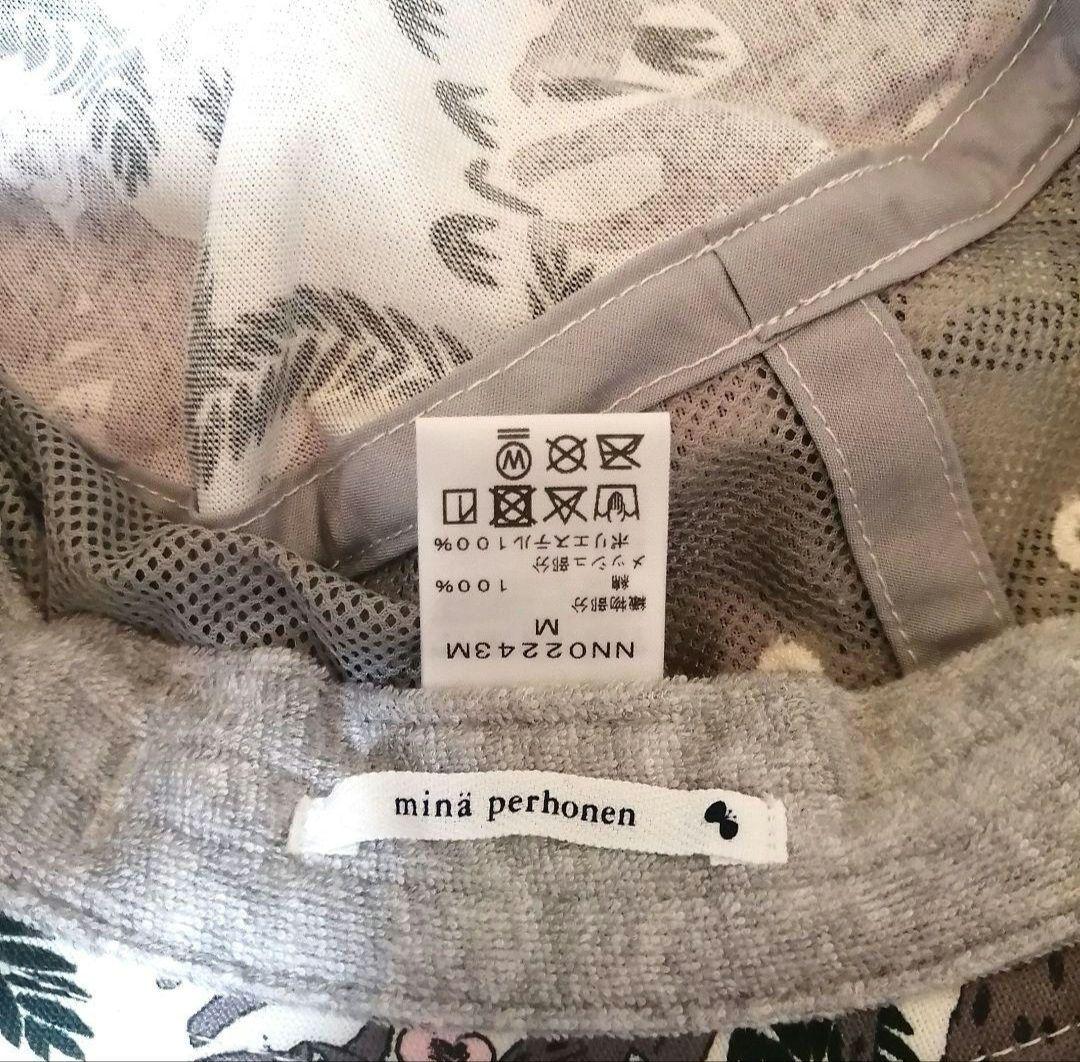 NN02243M
M
織物部分
綿 100%
メッシュ部分
ポリエステル100%
W
minä perhonen